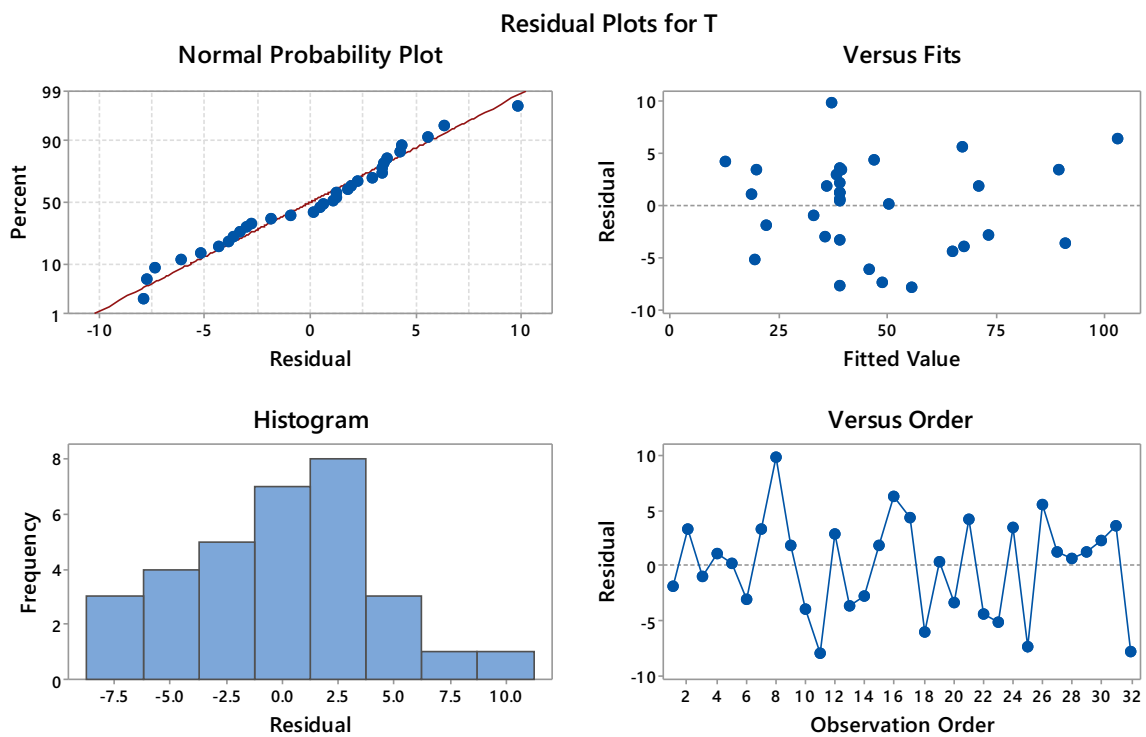 Residual Plots for T
Normal Probability Plot
99
90
50
10
1
Percent
-10 -5 0 5 10
Residual
Versus Fits
10
5
0
-5
-10
Residual
0 25 50 75 100
Fitted Value
Histogram
8
6
4
2
0
Frequency
-7.5 -5.0 -2.5 0.0 2.5 5.0 7.5 10.0
Residual
Versus Order
10
5
0
-5
-10
Residual
2 4 6 8 10 12 14 16 18 20 22 24 26 28 30 32
Observation Order